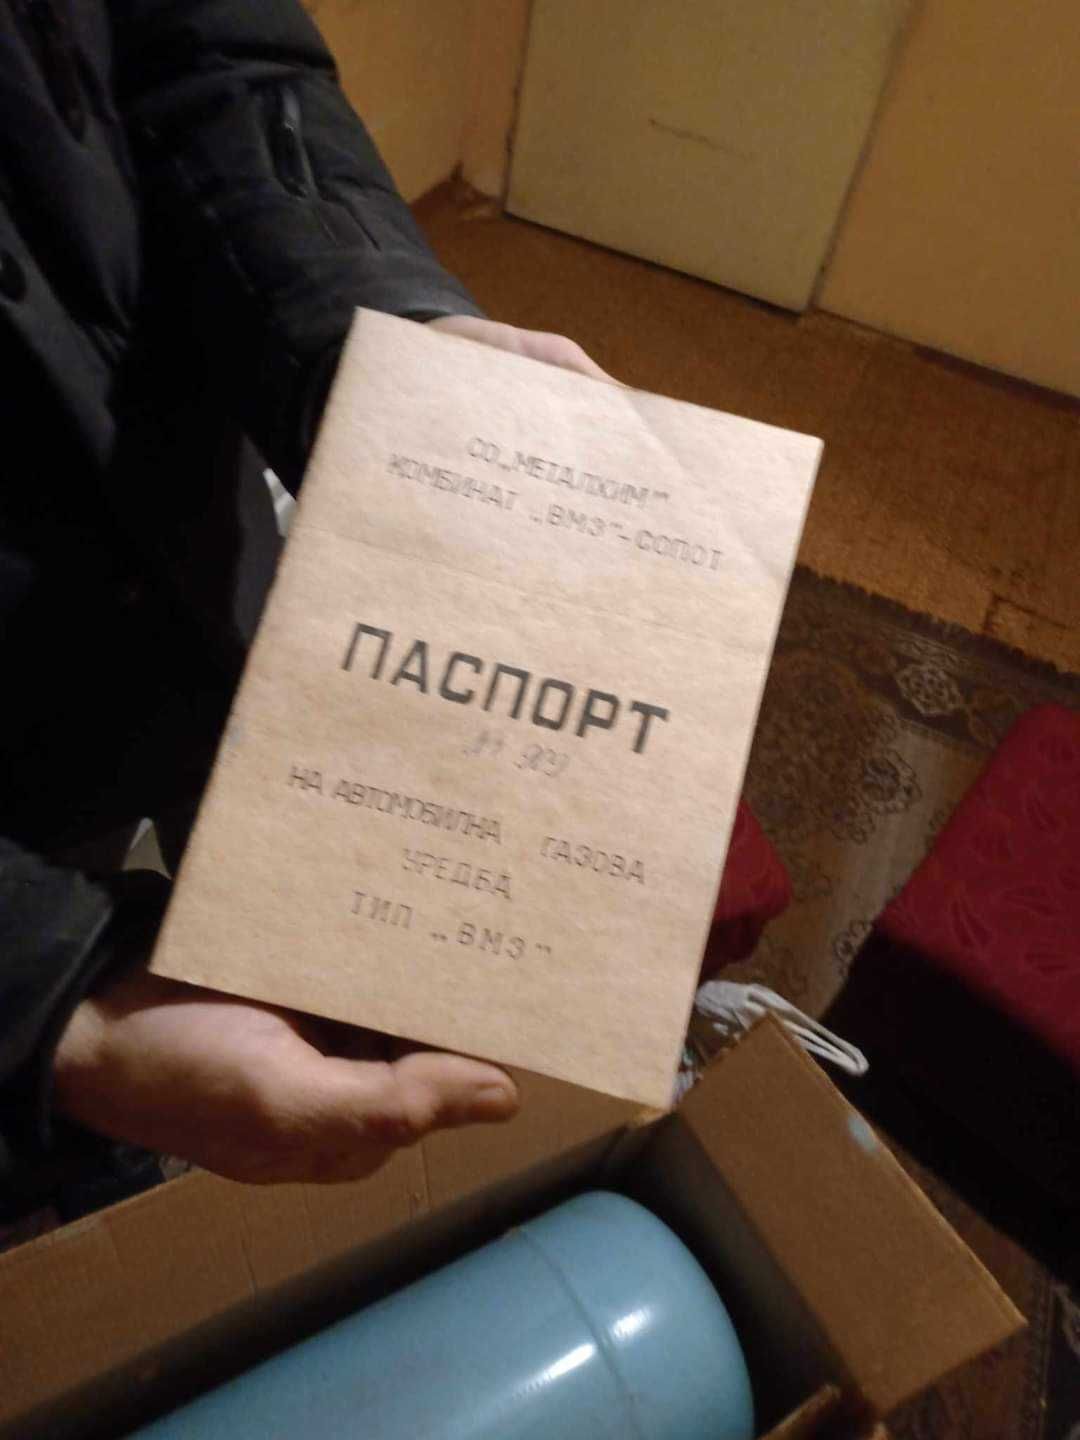 СО „МЕТАЛХИМ"
КОМБИНАТ „ВМЗ"-СОПОТ
ПАСПОРТ
НА АВТОМОБИЛНА ГАЗОВА
УРЕДБА
ТИП „ВМЗ"